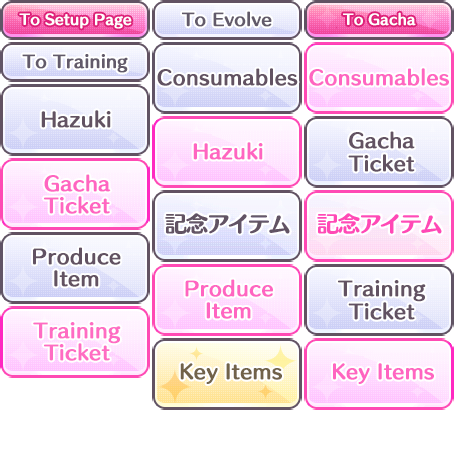 To Setup Page
To Evolve
To Gacha
To Training
Consumables
Consumables
Hazuki
Hazuki
Gacha
Ticket
Gacha
Ticket
記念アイテム
記念アイテム
Produce
Item
Produce
Item
Training
Ticket
Training
Ticket
Key Items
Key Items